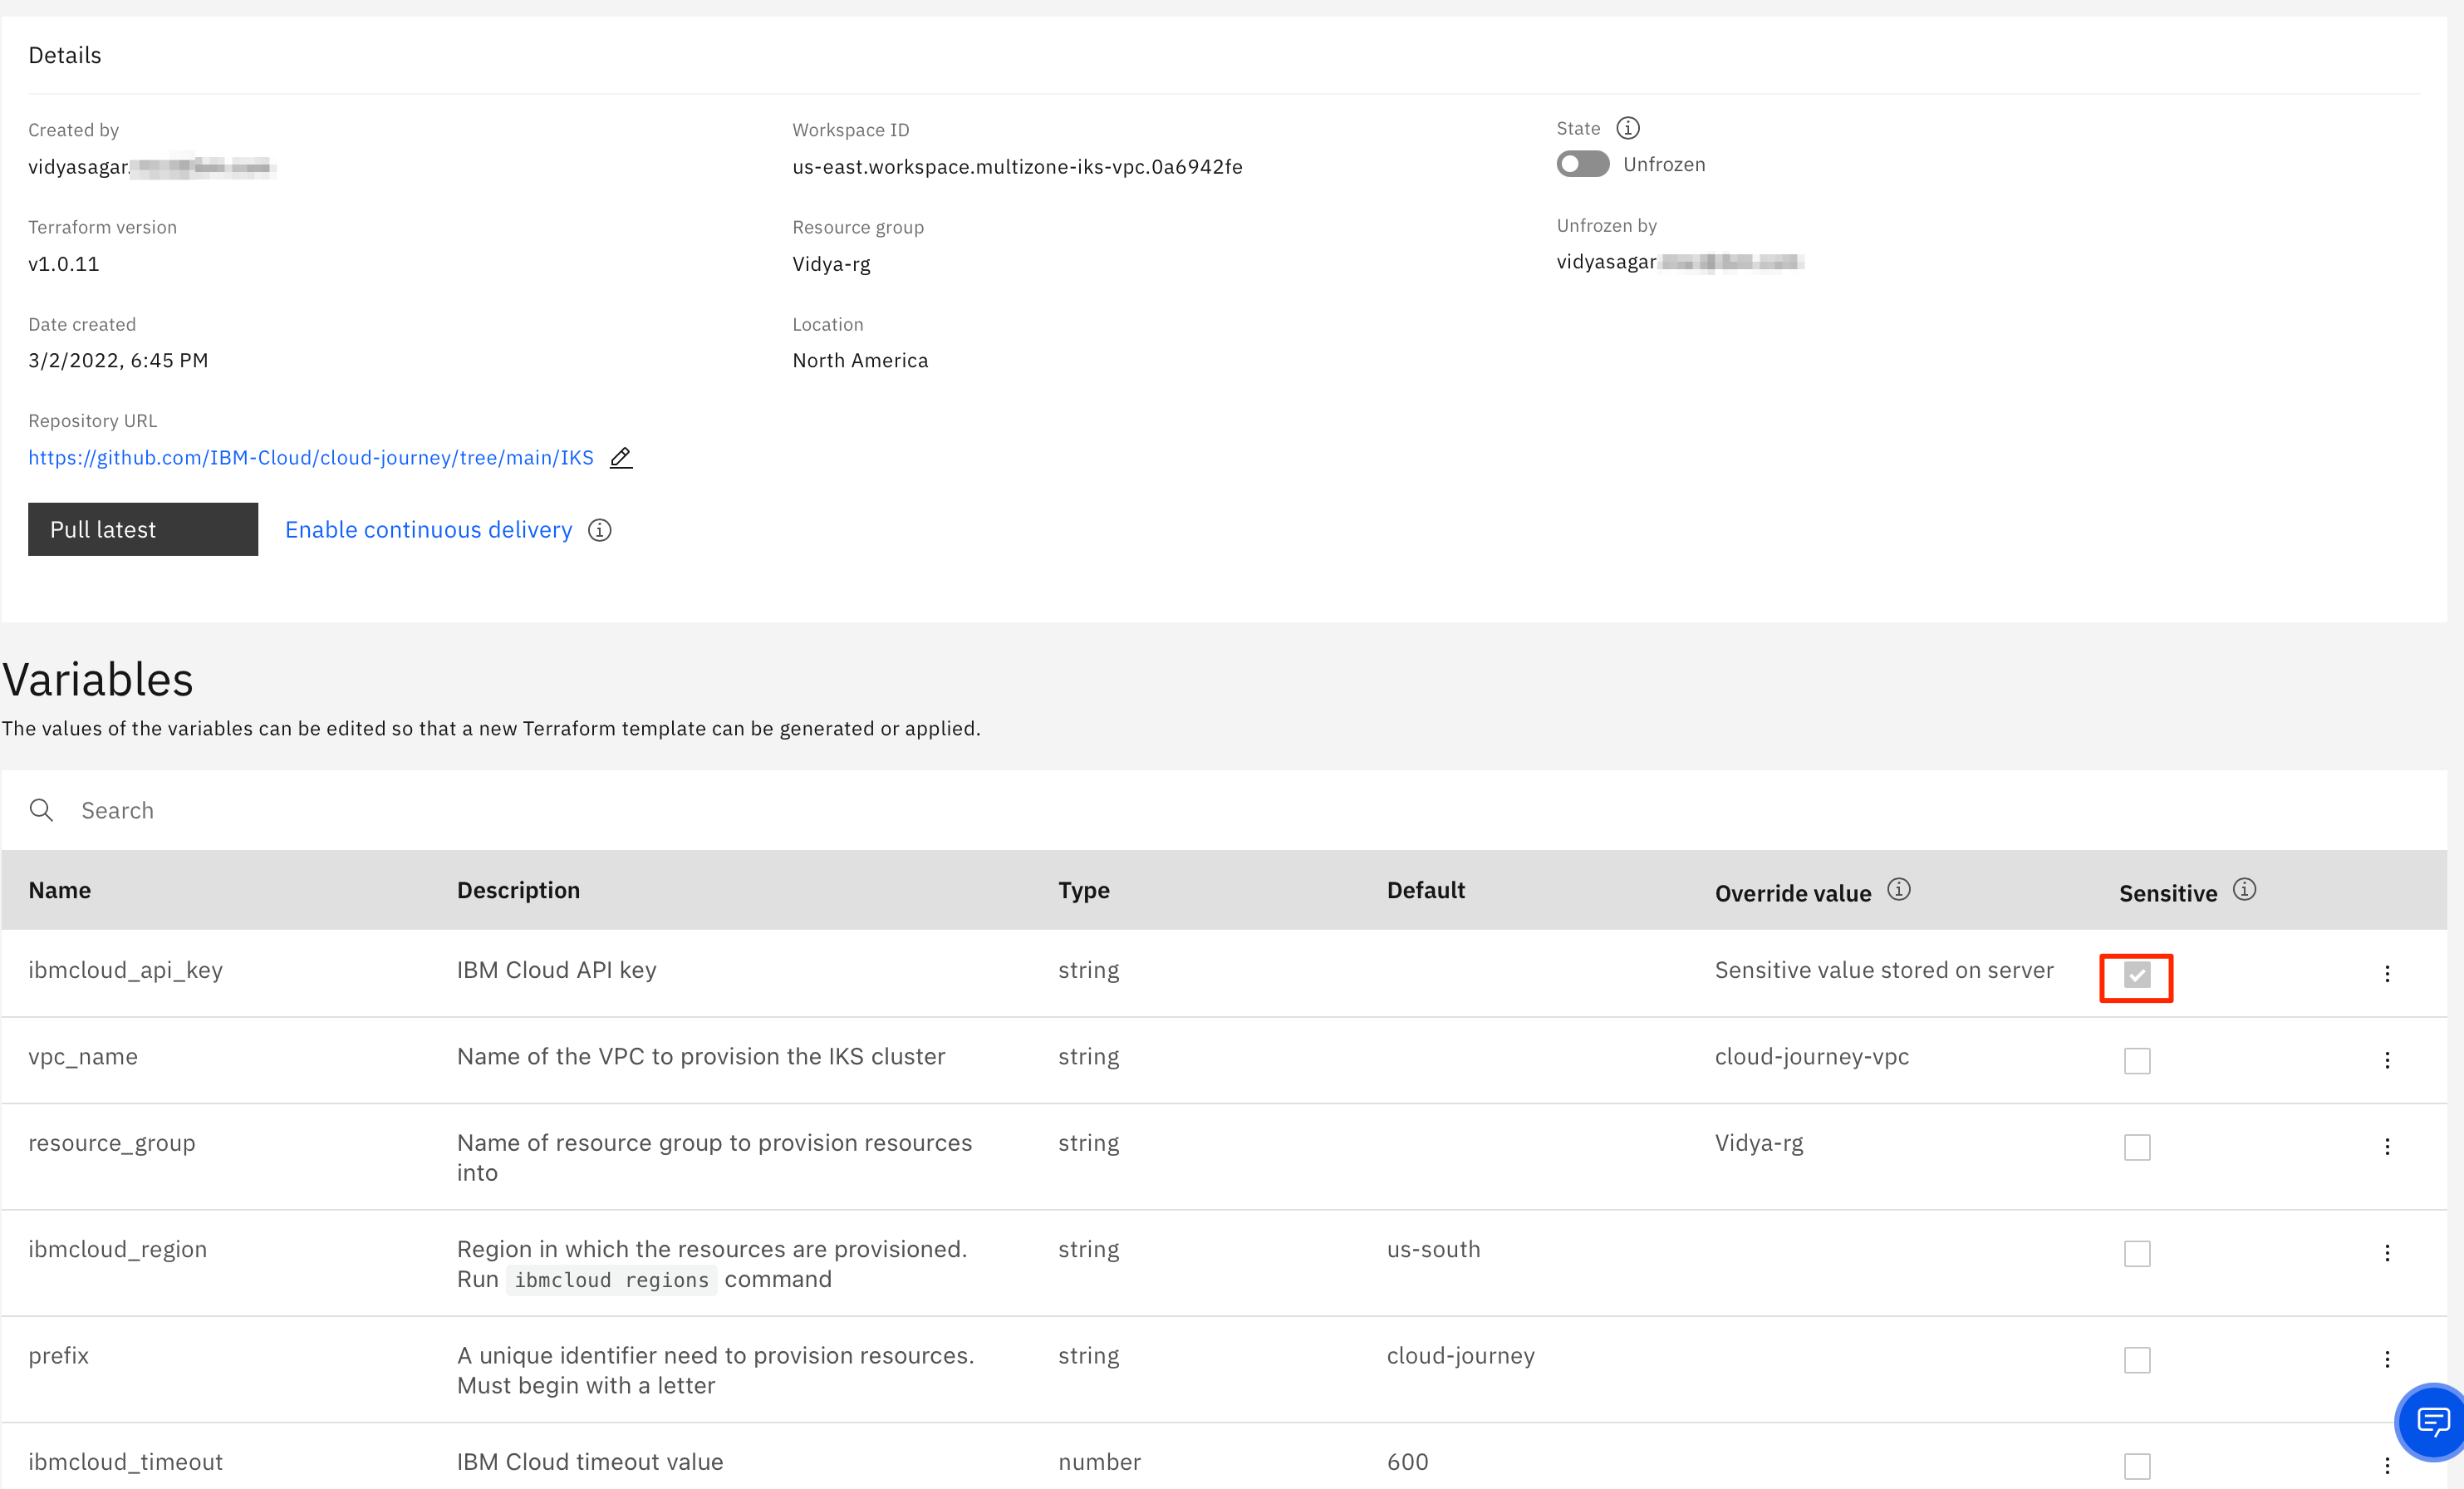 Details
Created by
vidyasagar.
Workspace ID
us-east.workspace.multizone-iks-vpc.0a6942fe
State
Unfrozen
Terraform version
v1.0.11
Resource group
Vidya-rg
Unfrozen by
vidyasagar
Date created
3/2/2022, 6:45 PM
Location
North America
Repository URL
https://github.com/IBM-Cloud/cloud-journey/tree/main/IKS
Pull latest
Enable continuous delivery
Variables
The values of the variables can be edited so that a new Terraform template can be generated or applied.
Search
Name Description Type Default Override value Sensitive
ibmcloud_api_key IBM Cloud API key string Sensitive value stored on server
vpc_name Name of the VPC to provision the IKS cluster string cloud-journey-vpc
resource_group Name of resource group to provision resources string Vidya-rg
into
ibmcloud_region Region in which the resources are provisioned. string us-south
Run ibmcloud regions command
prefix A unique identifier need to provision resources. string cloud-journey
Must begin with a letter
ibmcloud_timeout IBM Cloud timeout value number 600